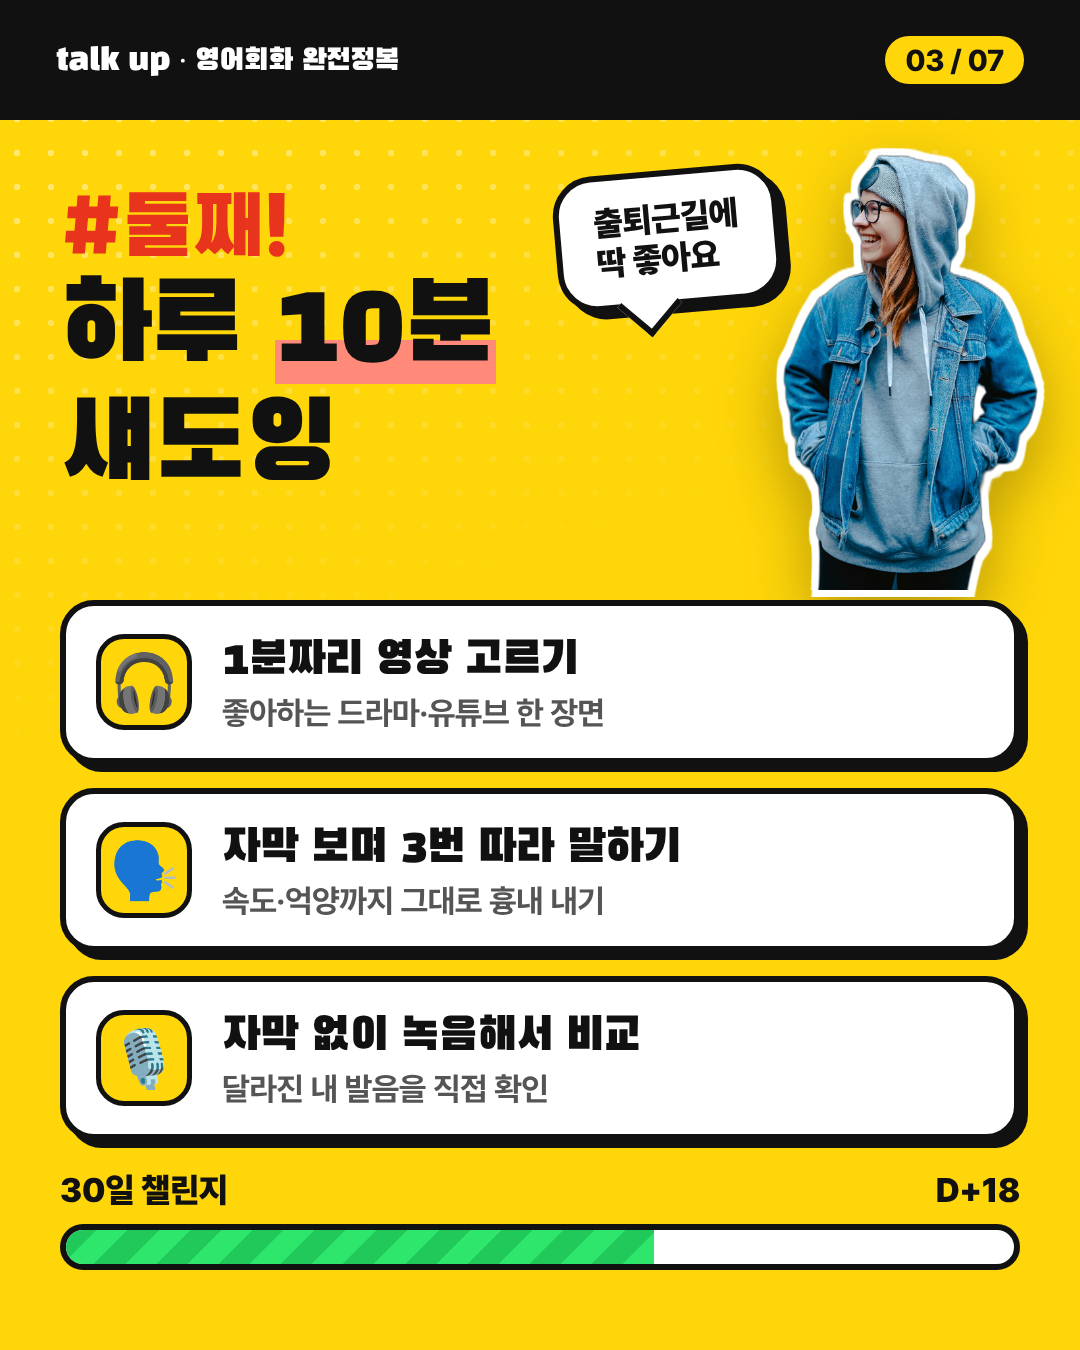 talk up · 영어회화 완전정복
03 / 07
#둘째!
하루 10분
섀도잉
출퇴근길에
딱 좋아요
1분짜리 영상 고르기
좋아하는 드라마·유튜브 한 장면
자막 보며 3번 따라 말하기
속도·억양까지 그대로 흉내 내기
자막 없이 녹음해서 비교
달라진 내 발음을 직접 확인
30일 챌린지
D+18